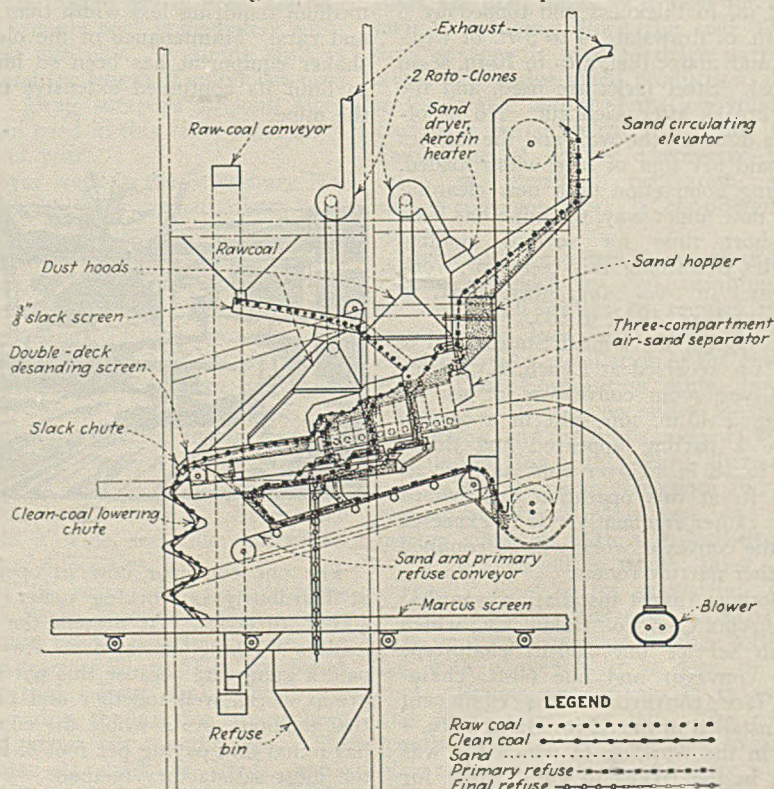 Exhaust
2 Roto-Clones
Sand
dryer,
Aerofin
heater
Sand circulating
elevator
Raw-coal conveyor
Raw coal
Dust hoods
Sand hopper
3/8" slack screen
Three-compartment
air-sand separator
Double-deck
desanding screen
Slack chute
Clean-coal lowering
chute
Sand and primary
refuse conveyor
Marcus screen
Blower
Refuse
bin
LEGEND
Raw coal
Clean coal
Sand
Primary refuse
Final refuse